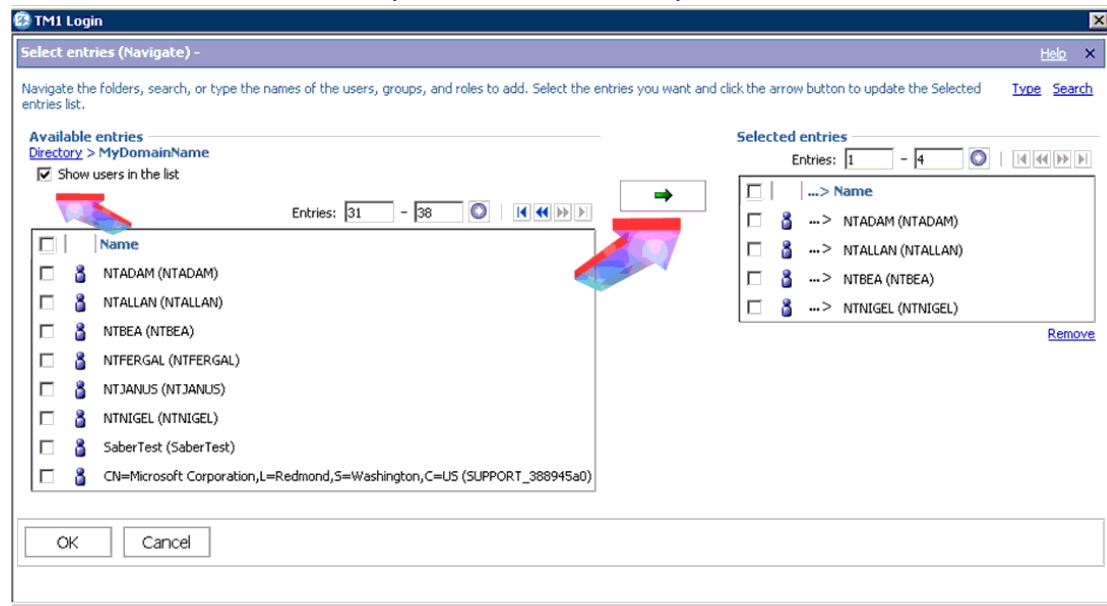 TM1 Login
Select entries (Navigate) -
Help
Navigate the folders, search, or type the names of the users, groups, and roles to add. Select the entries you want and click the arrow button to update the Selected
entries list.
Type Search
Available entries
Directory > MyDomainName
Show users in the list
Entries: 31 - 38
Name
NTADAM (NTADAM)
NTALLAN (NTALLAN)
NTBEA (NTBEA)
NTFERGAL (NTFERGAL)
NTJANUS (NTJANUS)
NTNIGEL (NTNIGEL)
SaberTest (SaberTest)
CN=Microsoft Corporation,L=Redmond,S=Washington,C=US (SUPPORT_388945a0)
Selected entries
Entries: 1 - 4
...> Name
...> NTADAM (NTADAM)
...> NTALLAN (NTALLAN)
...> NTBEA (NTBEA)
...> NTNIGEL (NTNIGEL)
Remove
OK Cancel